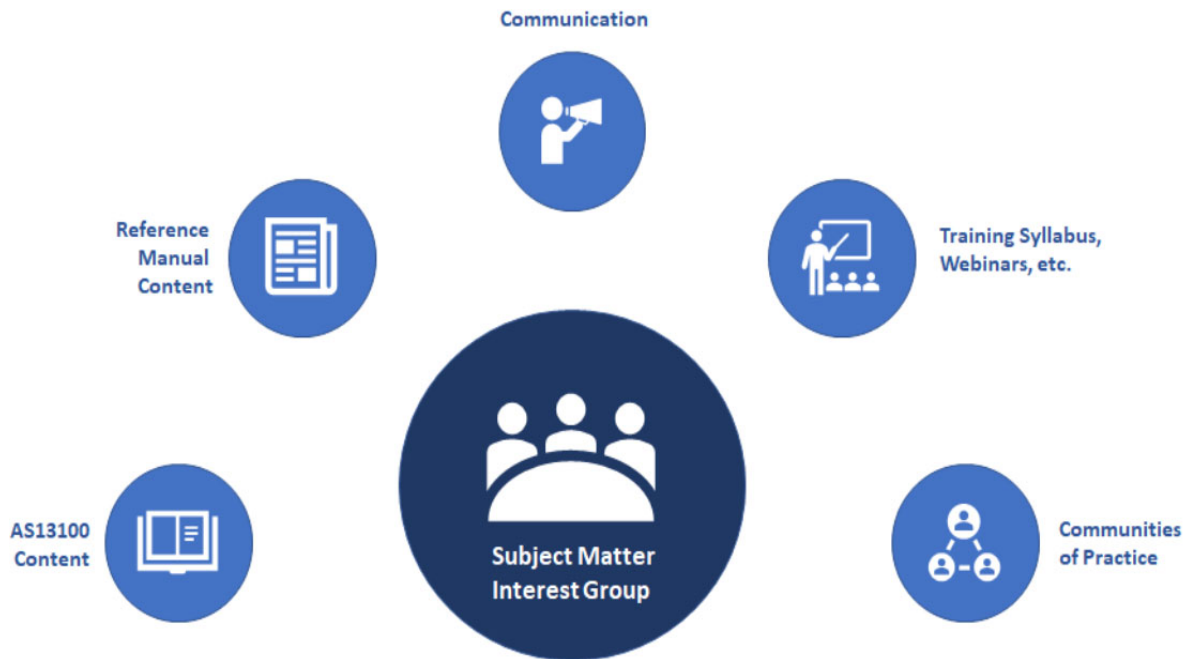 Communication
Reference
Manual
Content
Training Syllabus,
Webinars, etc.
AS13100
Content
Subject Matter
Interest Group
Communities
of Practice